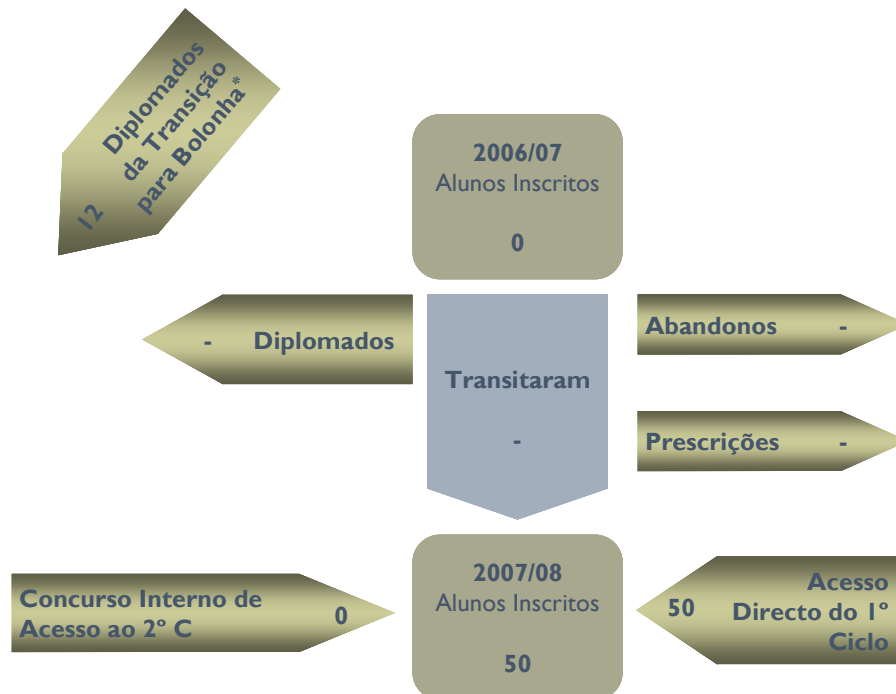 Diplomados
da Transição
para Bolonha*
12
2006/07
Alunos Inscritos
0
- Diplomados
Transitaram
-
Abandonos -
Prescrições -
Concurso Interno de
Acesso ao 2º C
0
2007/08
Alunos Inscritos
50
50
Acesso
Directo do 1º
Ciclo